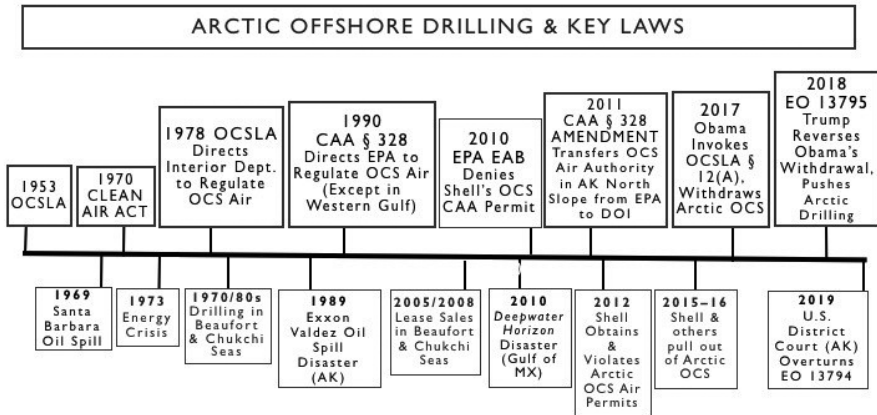 ARCTIC OFFSHORE DRILLING & KEY LAWS
1953
OCSLA
1970
CLEAN
AIR ACT
1978 OCSLA
Directs
Interior Dept.
to Regulate
OCS Air
1990
CAA § 328
Directs EPA to
Regulate OCS Air
(Except in
Western Gulf)
2010
EPA EAB
Denies
Shell's OCS
CAA Permit
2011
CAA § 328
AMENDMENT
Transfers OCS
Air Authority
in AK North
Slope from EPA
to DOI
2017
Obama
Invokes
OCSLA §
12(A),
Withdraws
Arctic OCS
2018
EO 13795
Trump
Reverses
Obama's
Withdrawal,
Pushes
Arctic
Drilling
1969
Santa
Barbara
Oil Spill
1973
Energy
Crisis
1970/80s
Drilling in
Beaufort
& Chukchi
Seas
1989
Exxon
Valdez Oil
Spill
Disaster
(AK)
2005/2008
Lease Sales
in Beaufort
& Chukchi
Seas
2010
Deepwater
Horizon
Disaster
(Gulf of
MX)
2012
Shell
Obtains &
Violates
Arctic
OCS Air
Permits
2015–16
Shell &
others
pull out
of Arctic
OCS
2019
U.S.
District
Court (AK)
Overturns
EO 13794